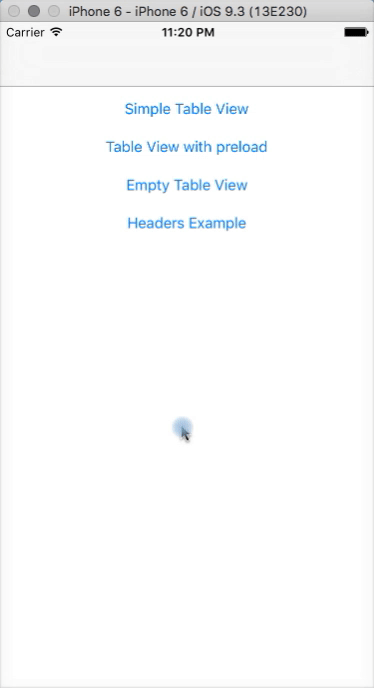 iPhone 6 - iPhone 6 / iOS 9.3 (13E230)
Carrier 11:20 PM
Simple Table View
Table View with preload
Empty Table View
Headers Example